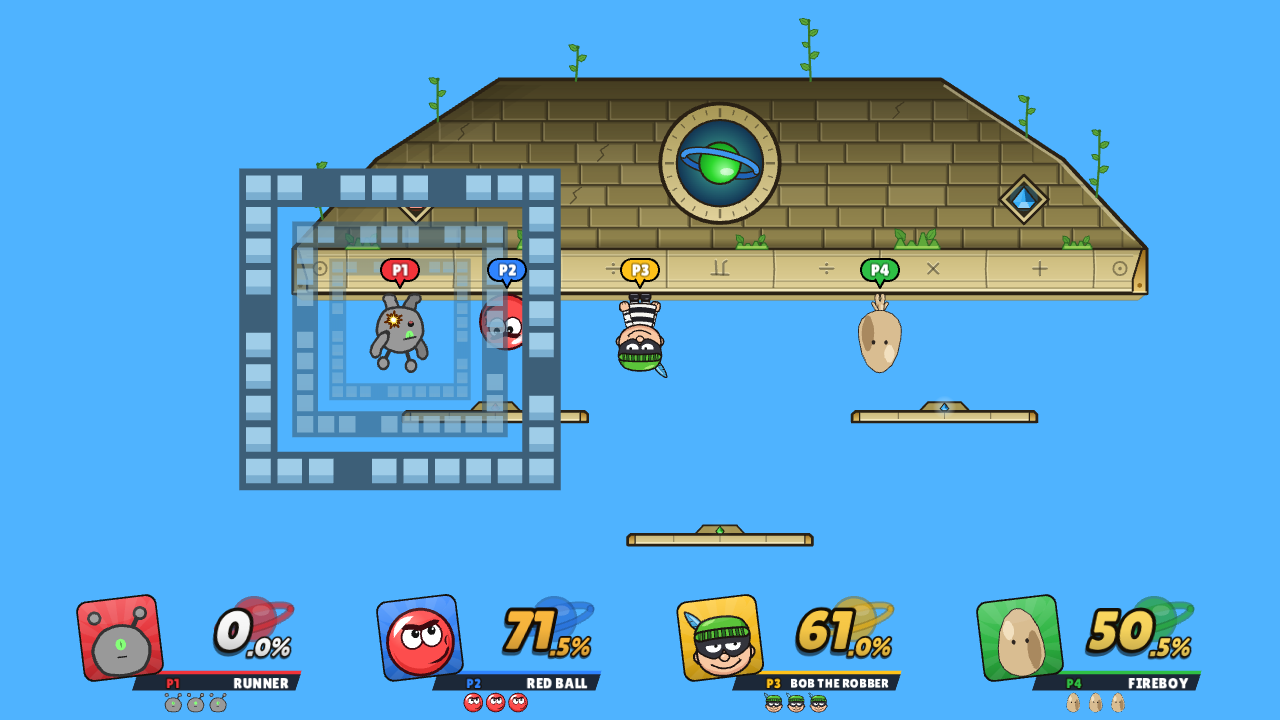 P1
P2
P3
P4
÷ ÷ × +
0.0%
P1 RUNNER
71.5%
P2 RED BALL
61.0%
P3 BOB THE ROBBER
50.5%
P4 FIREBOY